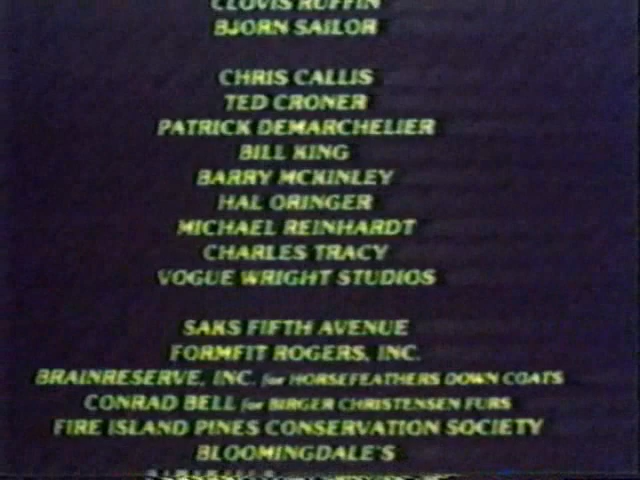 CLOVIS RUFFIN
BJORN SAILOR
CHRIS CALLIS
TED CRONER
PATRICK DEMARCHELIER
BILL KING
BARRY MCKINLEY
HAL ORINGER
MICHAEL REINHARDT
CHARLES TRACY
VOGUE WRIGHT STUDIOS
SAKS FIFTH AVENUE
FORMFIT ROGERS, INC.
BRAINRESERVE, INC. for HORSEFEATHERS DOWN COATS
CONRAD BELL for BIRGER CHRISTENSEN FURS
FIRE ISLAND PINES CONSERVATION SOCIETY
BLOOMINGDALE'S